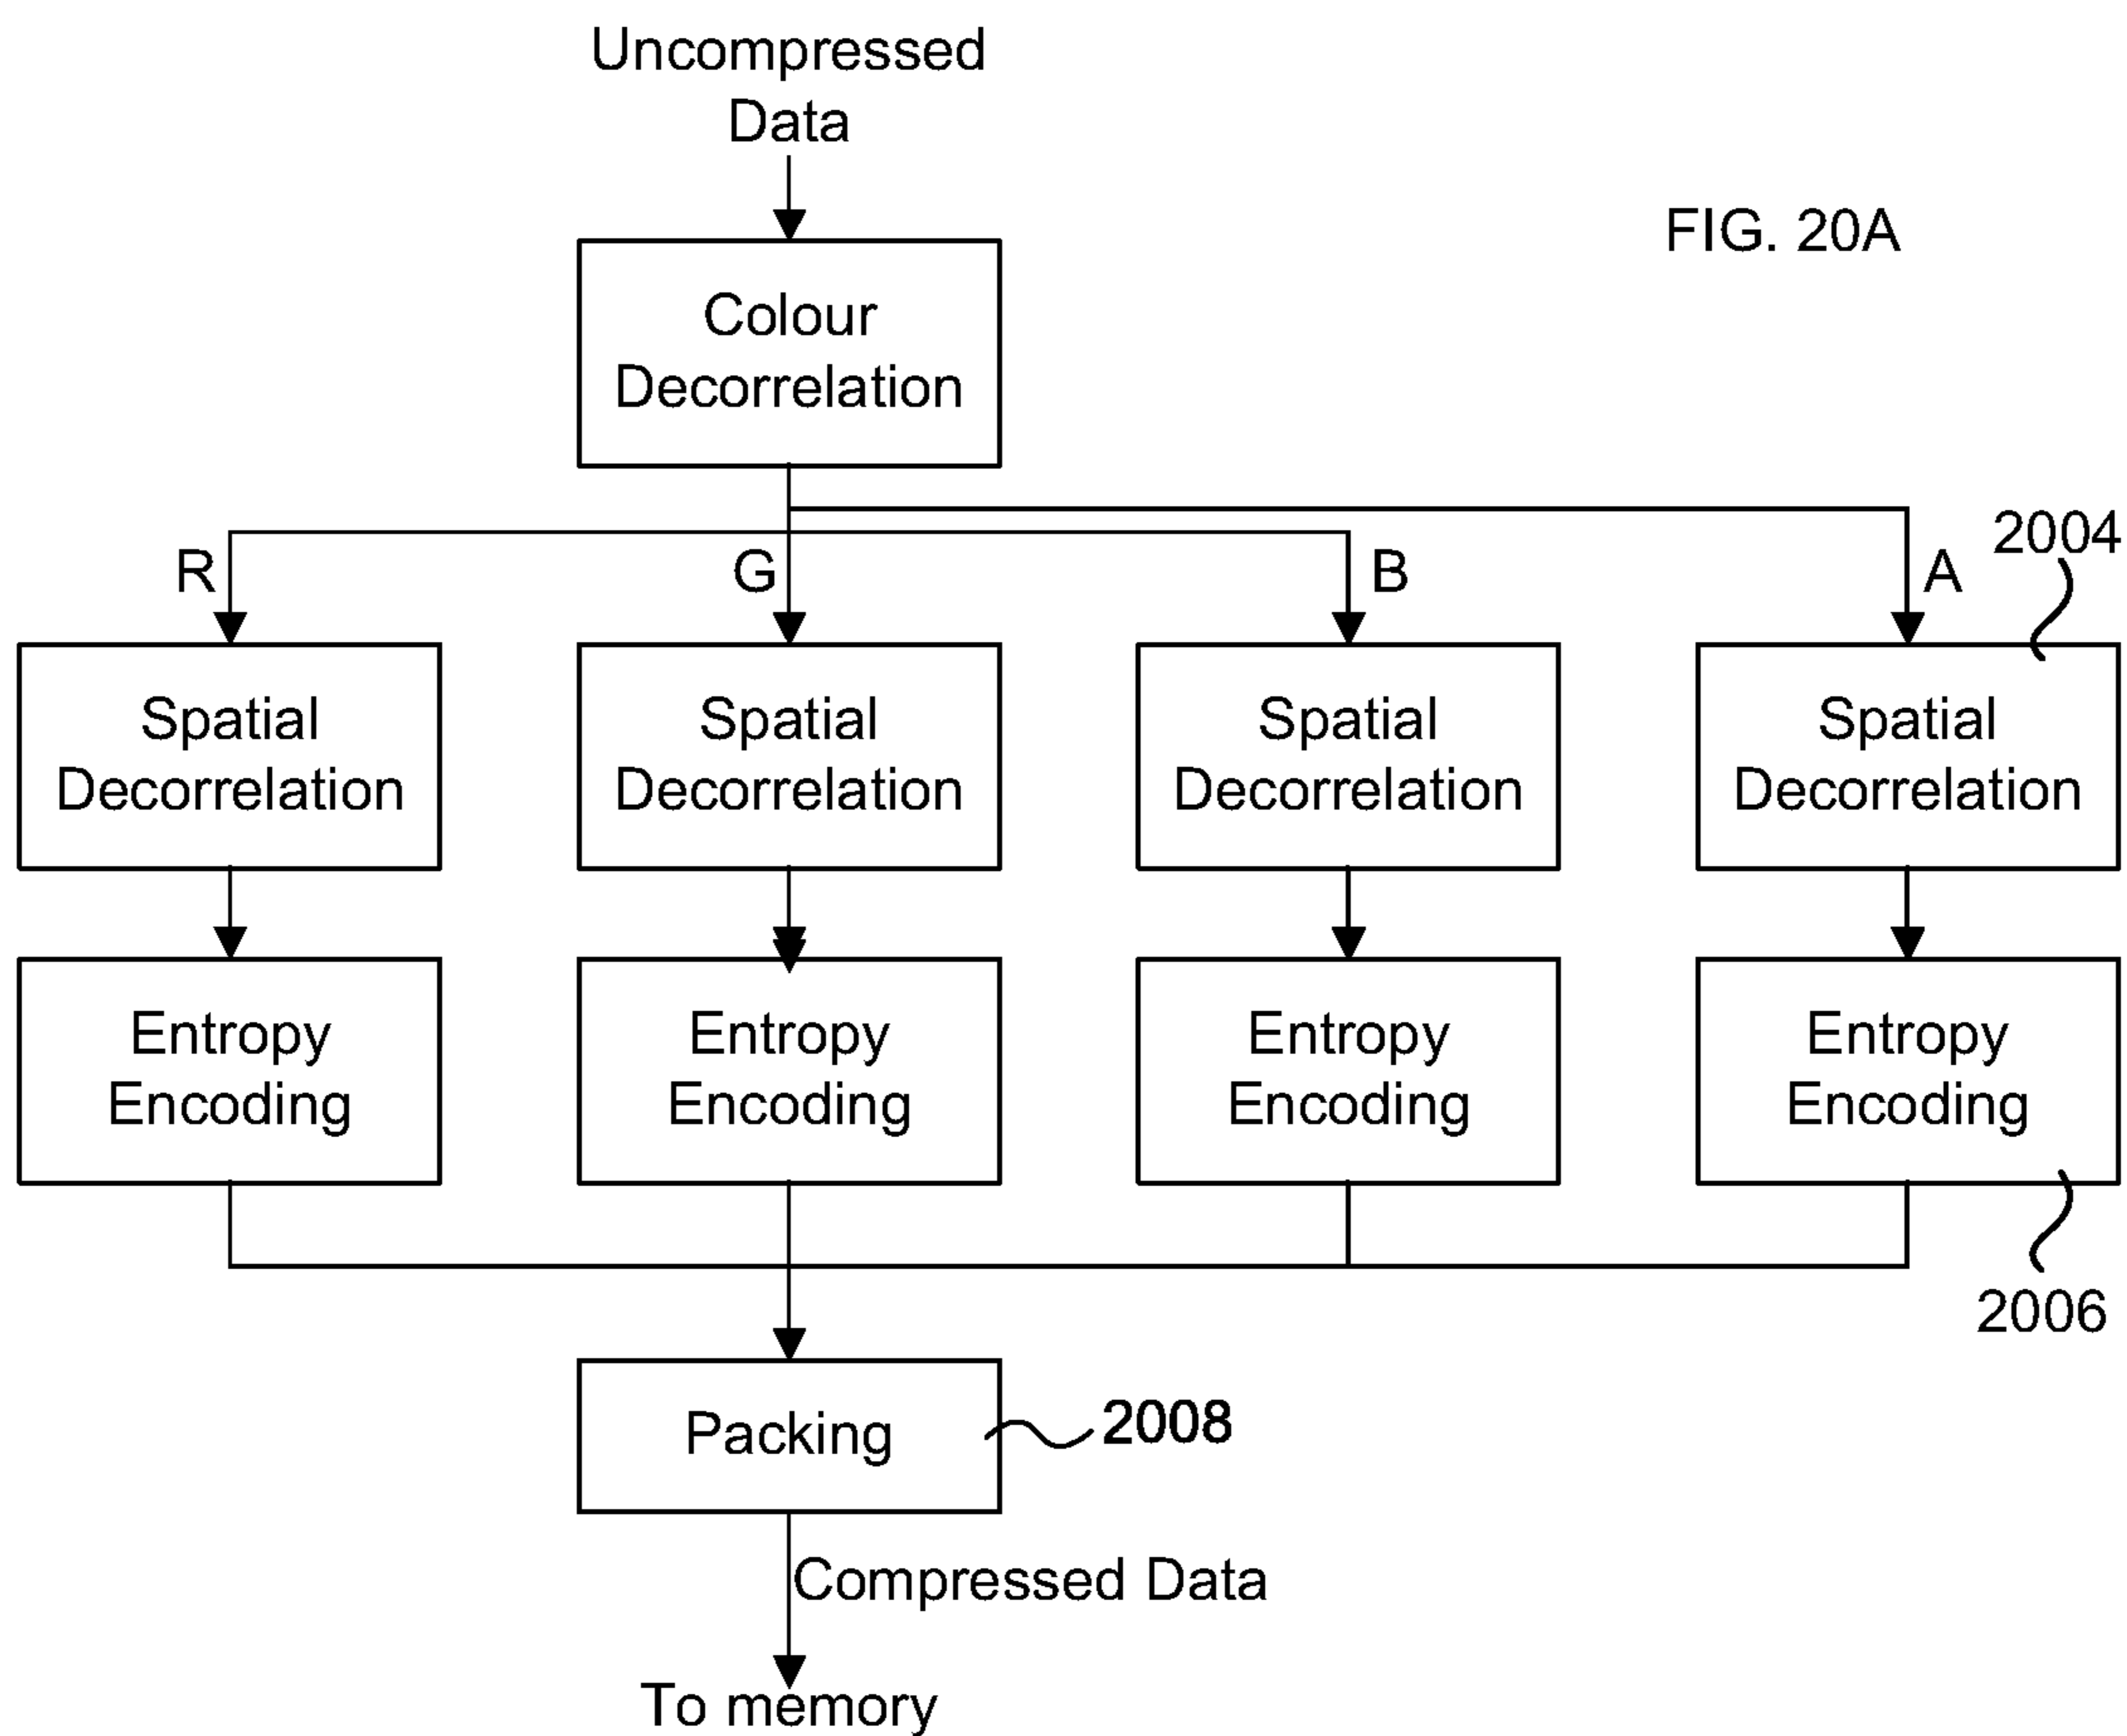 Uncompressed
Data
FIG. 20A
Colour
Decorrelation
R
G
B
A
2004
Spatial
Decorrelation
Spatial
Decorrelation
Spatial
Decorrelation
Spatial
Decorrelation
Entropy
Encoding
Entropy
Encoding
Entropy
Encoding
Entropy
Encoding
2006
Packing
2008
Compressed Data
To memory